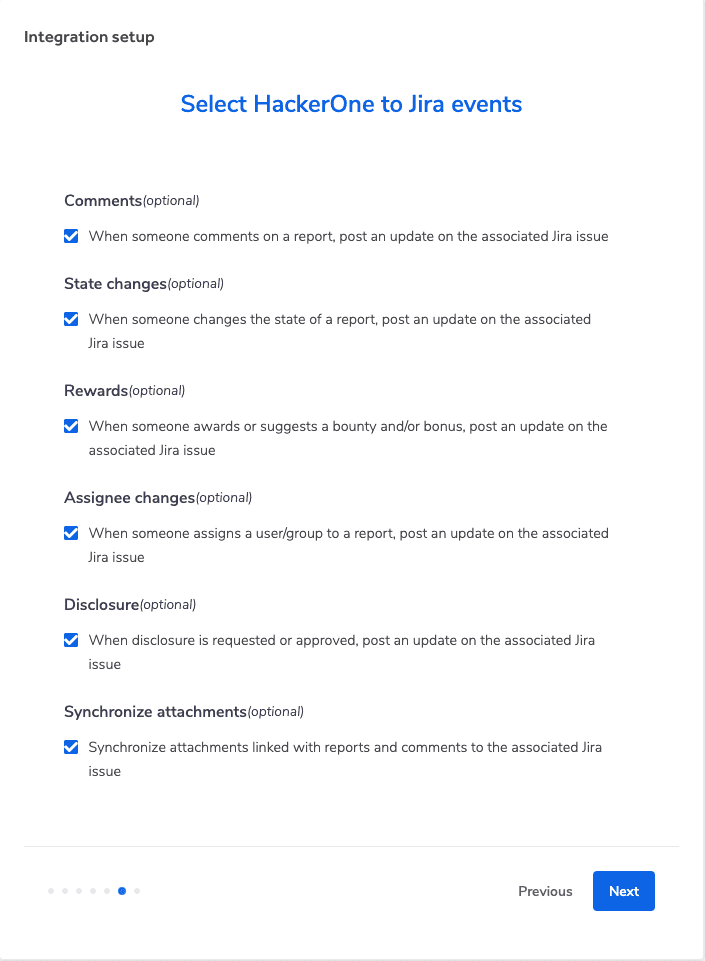 Integration setup
Select HackerOne to Jira events
Comments(optional)
When someone comments on a report, post an update on the associated Jira issue
State changes(optional)
When someone changes the state of a report, post an update on the associated
Jira issue
Rewards(optional)
When someone awards or suggests a bounty and/or bonus, post an update on the
associated Jira issue
Assignee changes(optional)
When someone assigns a user/group to a report, post an update on the associated
Jira issue
Disclosure(optional)
When disclosure is requested or approved, post an update on the associated Jira
issue
Synchronize attachments(optional)
Synchronize attachments linked with reports and comments to the associated Jira
issue
Previous Next